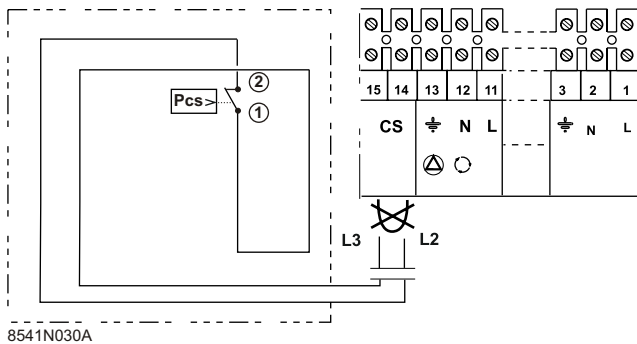 ②
Pcs>
①
15 14 13 12 11 3 2 1
CS ⏚ N L ⏚ N L
L3 L2
8541N030A